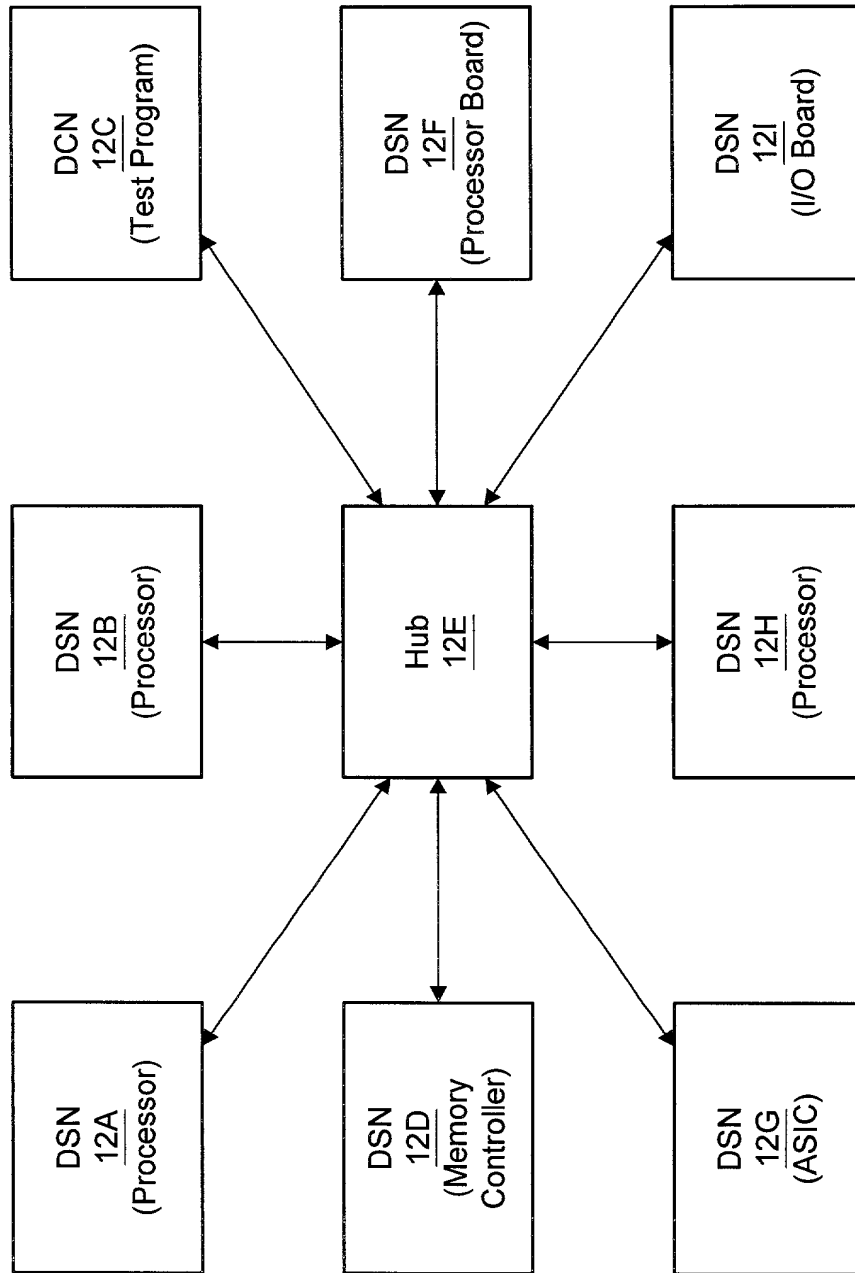 DSN
12A
(Processor)
DSN
12B
(Processor)
DCN
12C
(Test Program)
DSN
12D
(Memory
Controller)
Hub
12E
DSN
12F
(Processor Board)
DSN
12G
(ASIC)
DSN
12H
(Processor)
DSN
12I
(I/O Board)